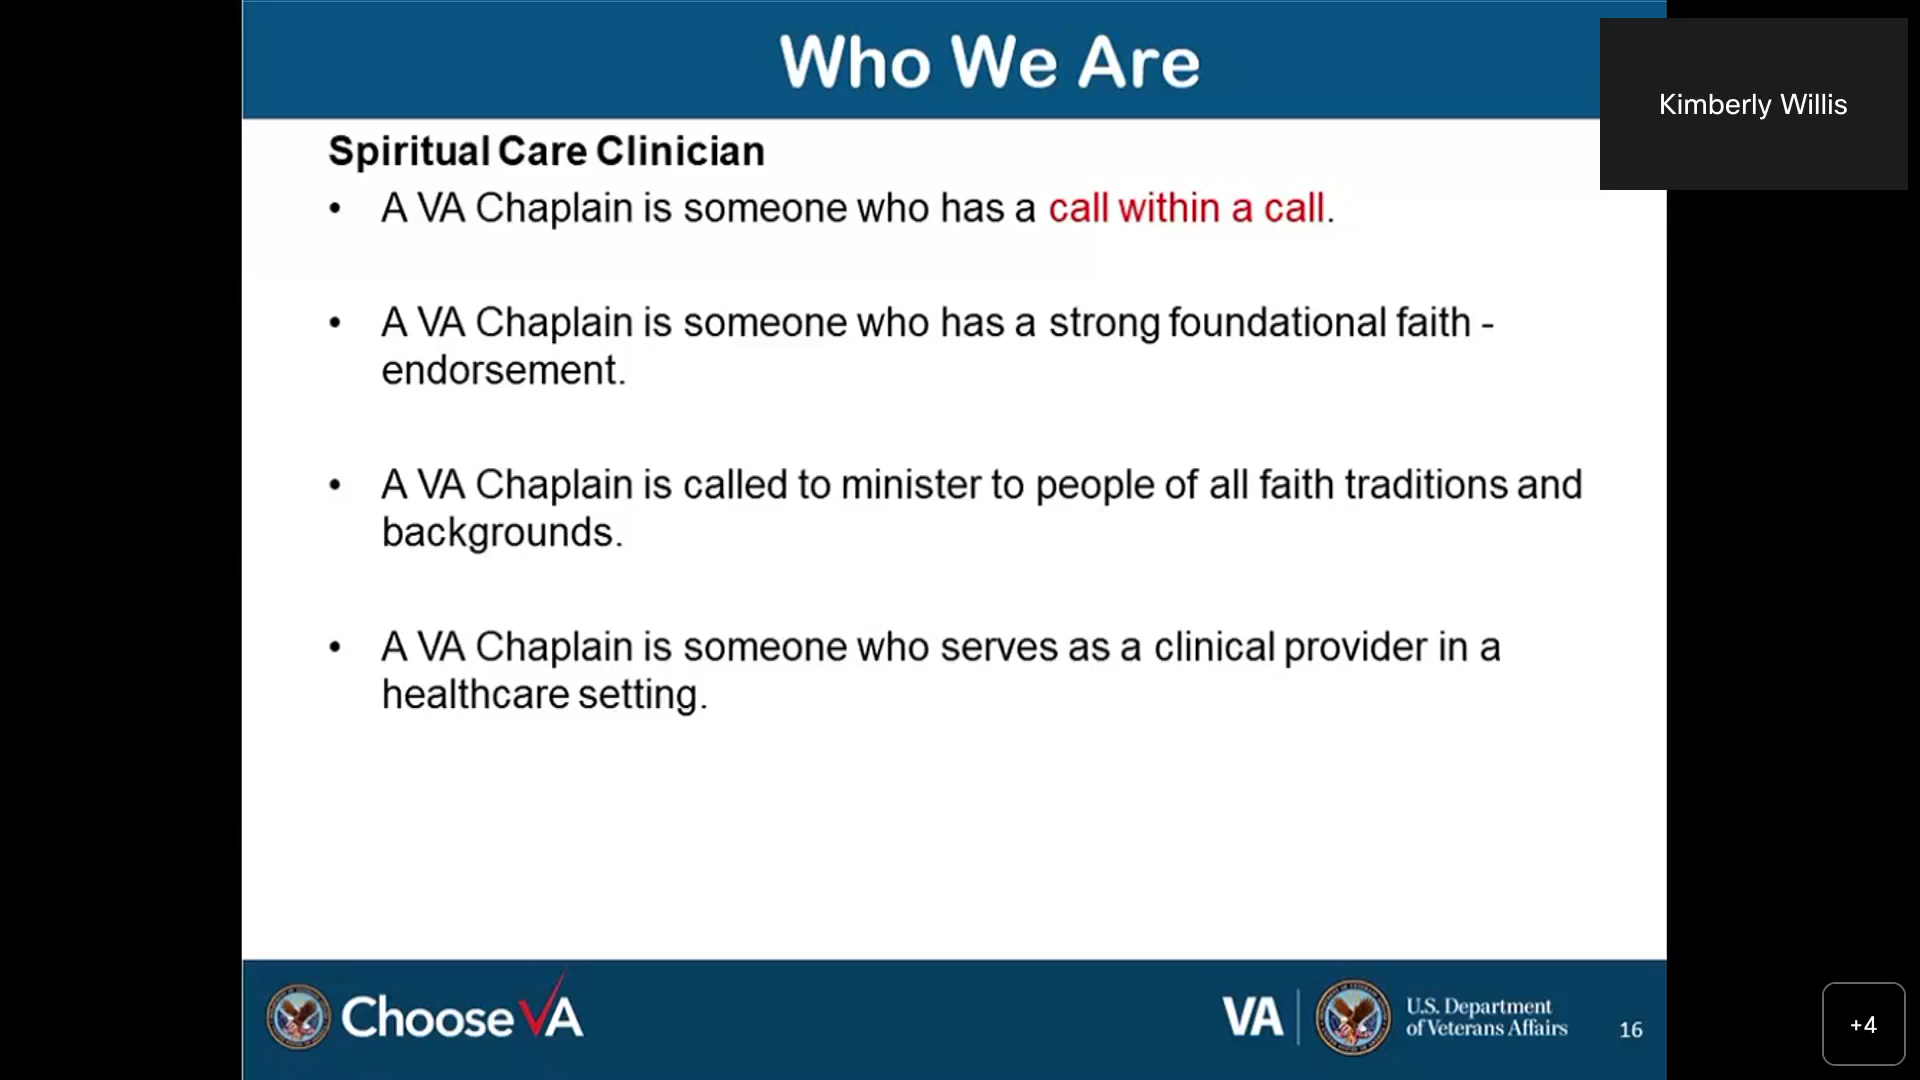 Who We Are
Kimberly Willis
Spiritual Care Clinician
• A VA Chaplain is someone who has a call within a call.
• A VA Chaplain is someone who has a strong foundational faith -
endorsement.
• A VA Chaplain is called to minister to people of all faith traditions and
backgrounds.
• A VA Chaplain is someone who serves as a clinical provider in a
healthcare setting.
Choose VA
VA
U.S. Department
of Veterans Affairs
16
+4